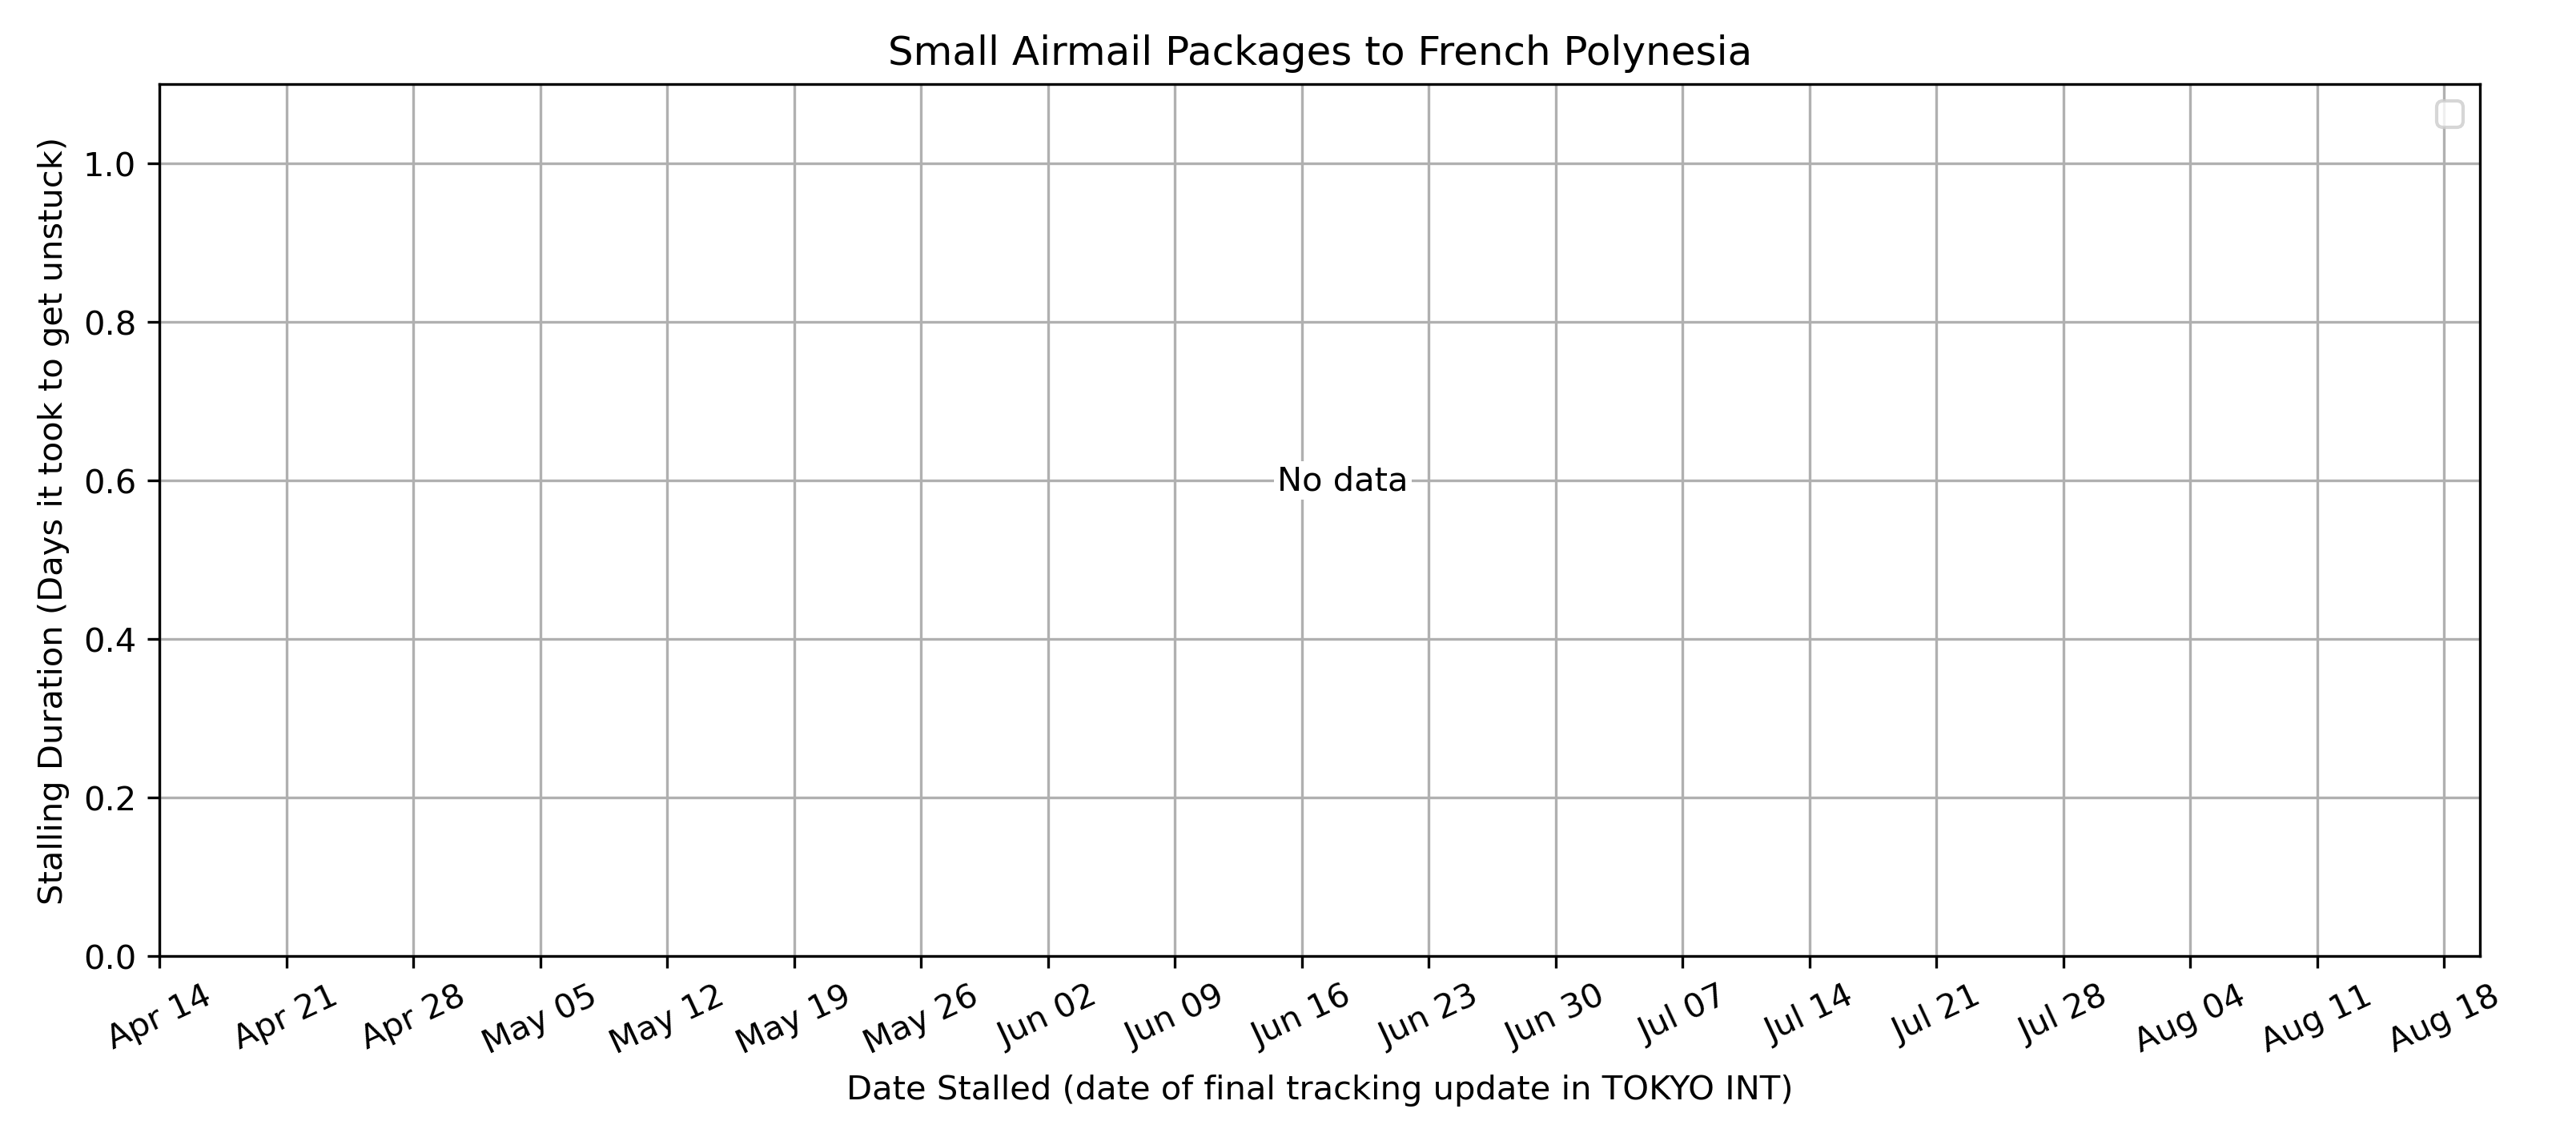 Small Airmail Packages to French Polynesia
Stalling Duration (Days it took to get unstuck)
1.0
0.8
0.6
0.4
0.2
0.0
No data
Apr 14
Apr 21
Apr 28
May 05
May 12
May 19
May 26
Jun 02
Jun 09
Jun 16
Jun 23
Jun 30
Jul 07
Jul 14
Jul 21
Jul 28
Aug 04
Aug 11
Aug 18
Date Stalled (date of final tracking update in TOKYO INT)